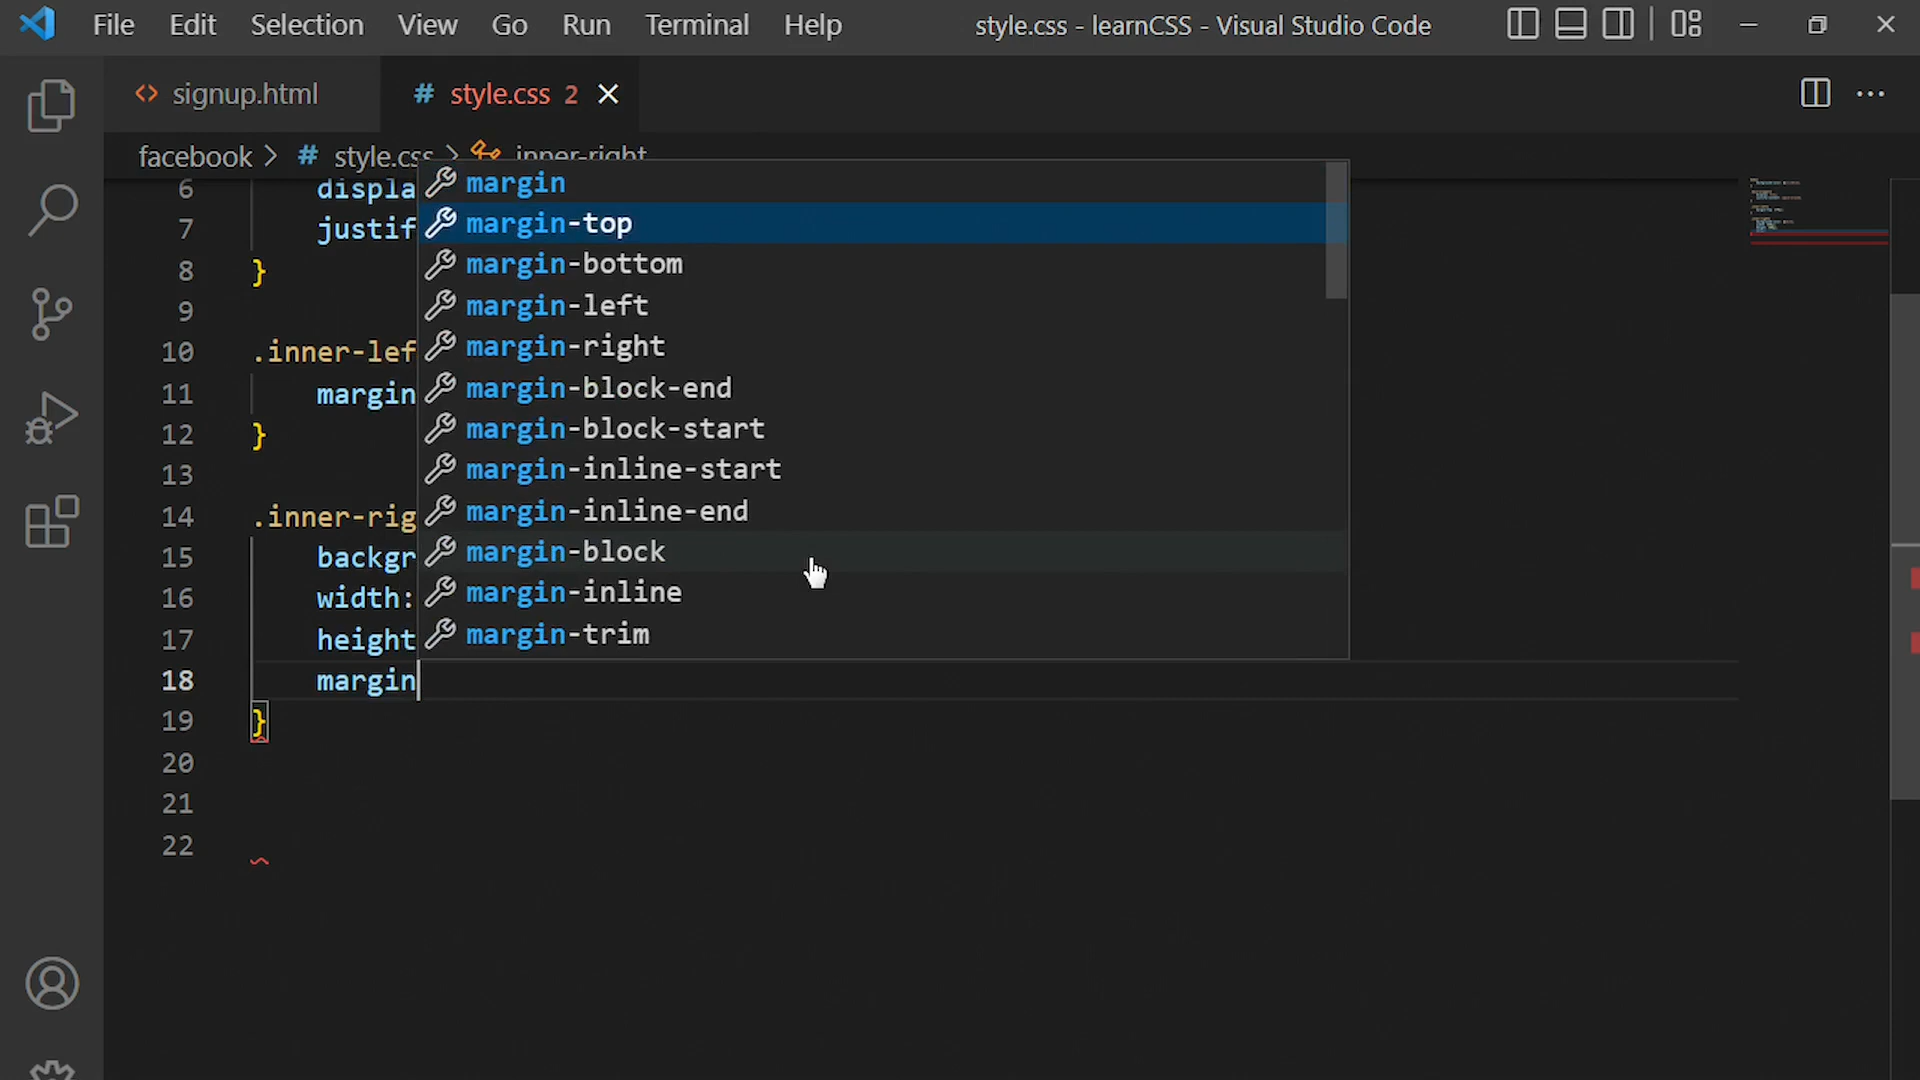 File Edit Selection View Go Run Terminal Help style.css - learnCSS - Visual Studio Code
<> signup.html # style.css 2
facebook > # style.css > inner-right
6 displa
7 justif
8 }
9
10 .inner-lef
11 margin
12 }
13
14 .inner-rig
15 backgr
16 width:
17 height
18 margin
19 }
20
21
22
margin
margin-top
margin-bottom
margin-left
margin-right
margin-block-end
margin-block-start
margin-inline-start
margin-inline-end
margin-block
margin-inline
margin-trim